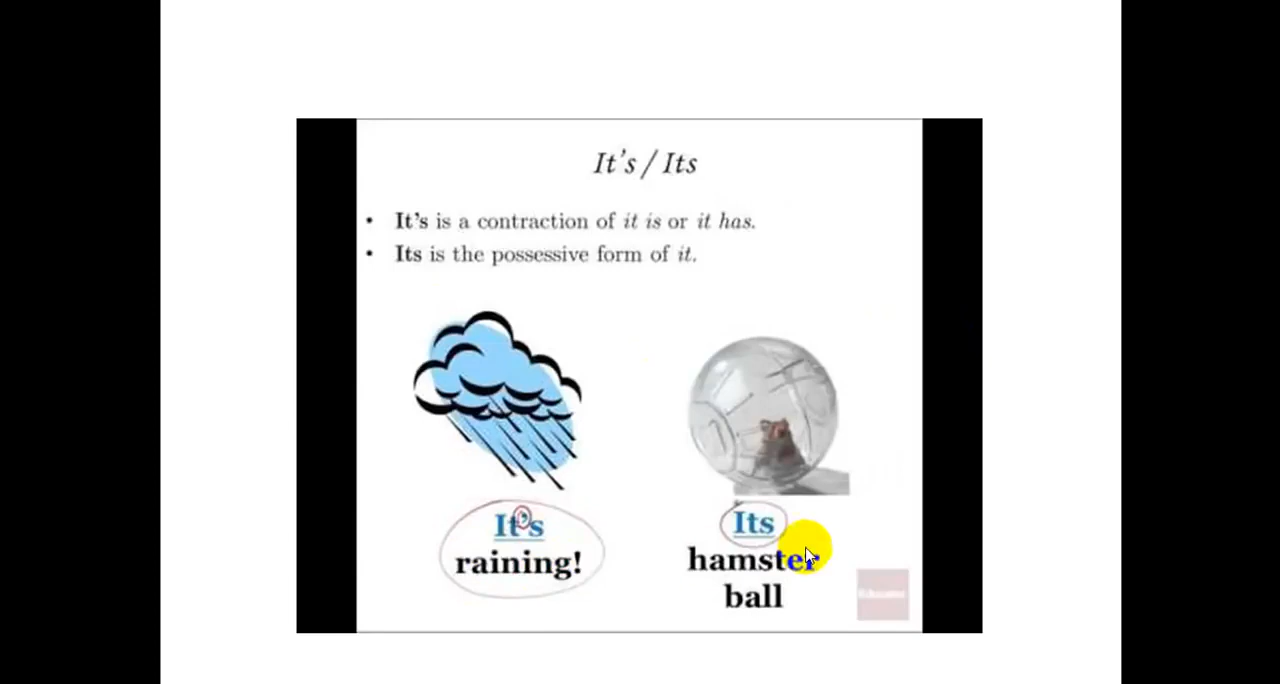 It's / Its
• It's is a contraction of it is or it has.
• Its is the possessive form of it.
It's
raining!
Its
hamster
ball